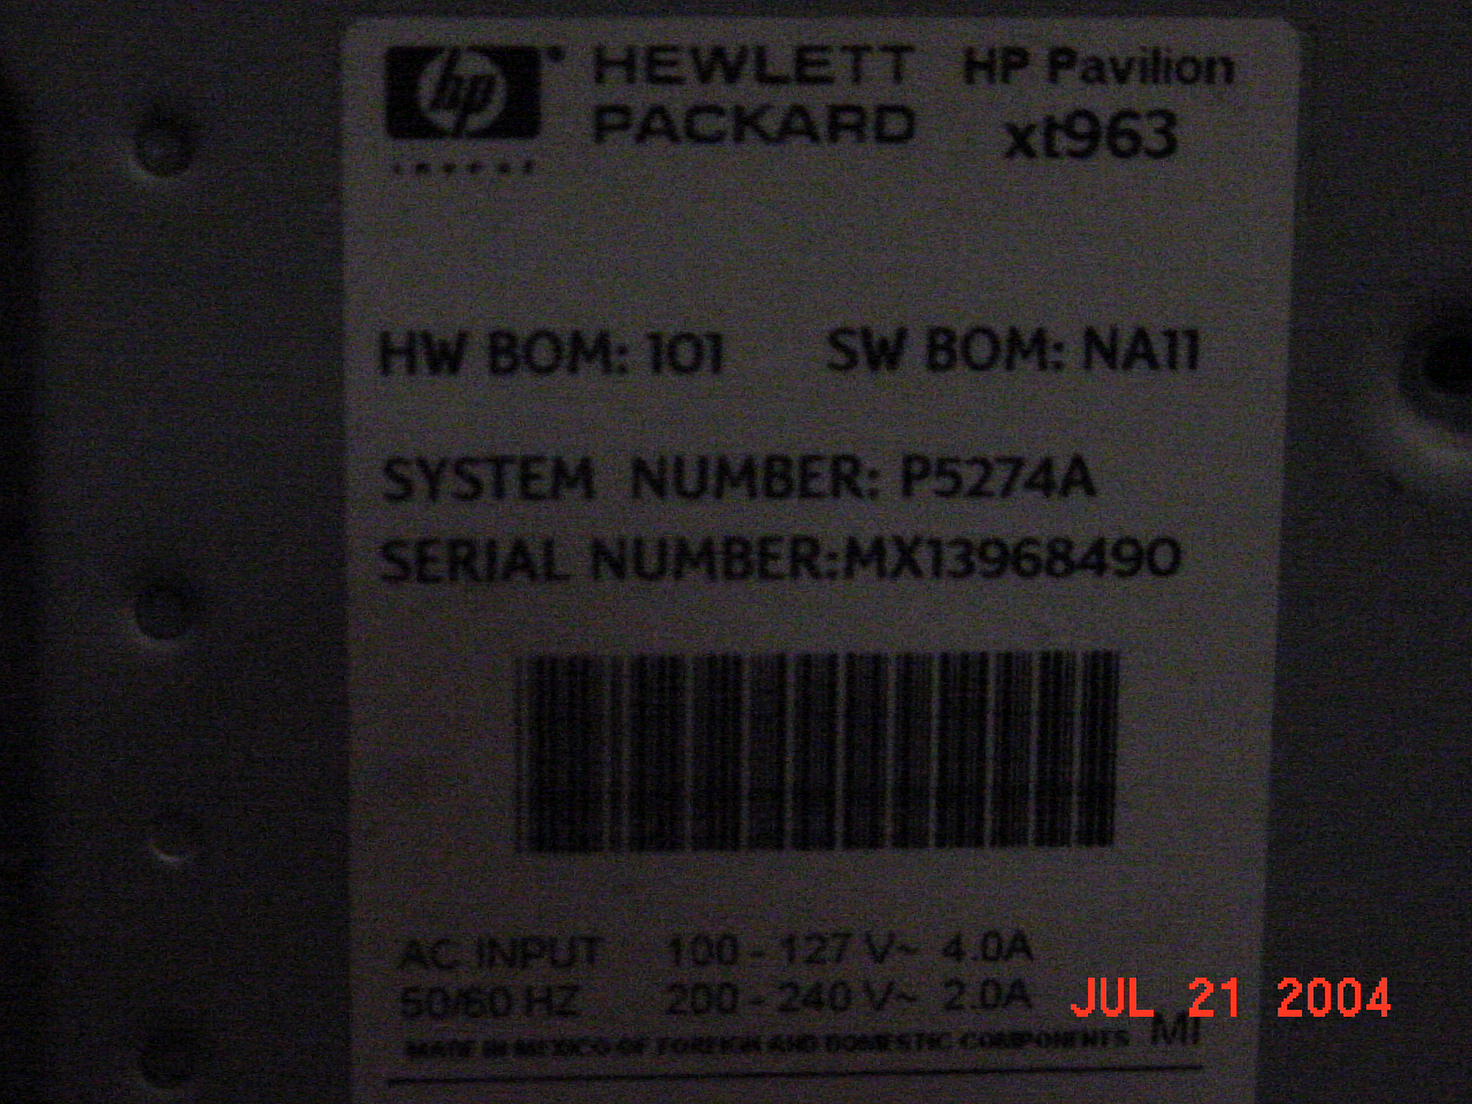 hp HEWLETT PACKARD
invent
HP Pavilion
xt963
HW BOM: 101 SW BOM: NA11
SYSTEM NUMBER: P5274A
SERIAL NUMBER:MX13968490
AC INPUT 100 - 127 V~ 4.0A
50/60 HZ 200 - 240 V~ 2.0A
MADE IN MEXICO OF FOREIGN AND DOMESTIC COMPONENTS MI
JUL 21 2004